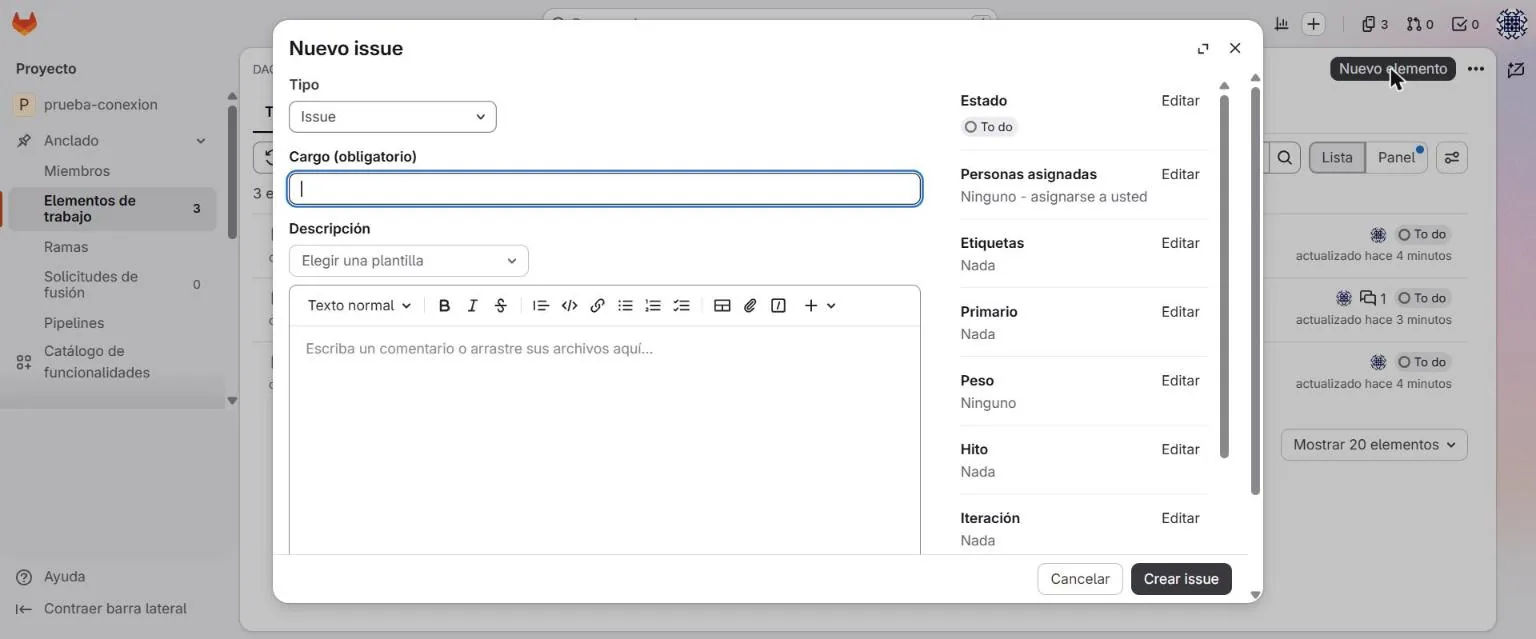 3
0
0
Proyecto
P prueba-conexion
Anclado
Miembros
Elementos de trabajo
3
Ramas
Solicitudes de fusión
0
Pipelines
Catálogo de funcionalidades
Ayuda
Contraer barra lateral
Nuevo issue
Tipo
Issue
Cargo (obligatorio)
Descripción
Elegir una plantilla
Texto normal
Escriba un comentario o arrastre sus archivos aquí...
Estado
Editar
To do
Personas asignadas
Editar
Ninguno - asignarse a usted
Etiquetas
Editar
Nada
Primario
Editar
Nada
Peso
Editar
Ninguno
Hito
Editar
Nada
Iteración
Editar
Nada
Cancelar
Crear issue
Nuevo elemento
Lista
Panel
To do
actualizado hace 4 minutos
1
To do
actualizado hace 3 minutos
To do
actualizado hace 4 minutos
Mostrar 20 elementos